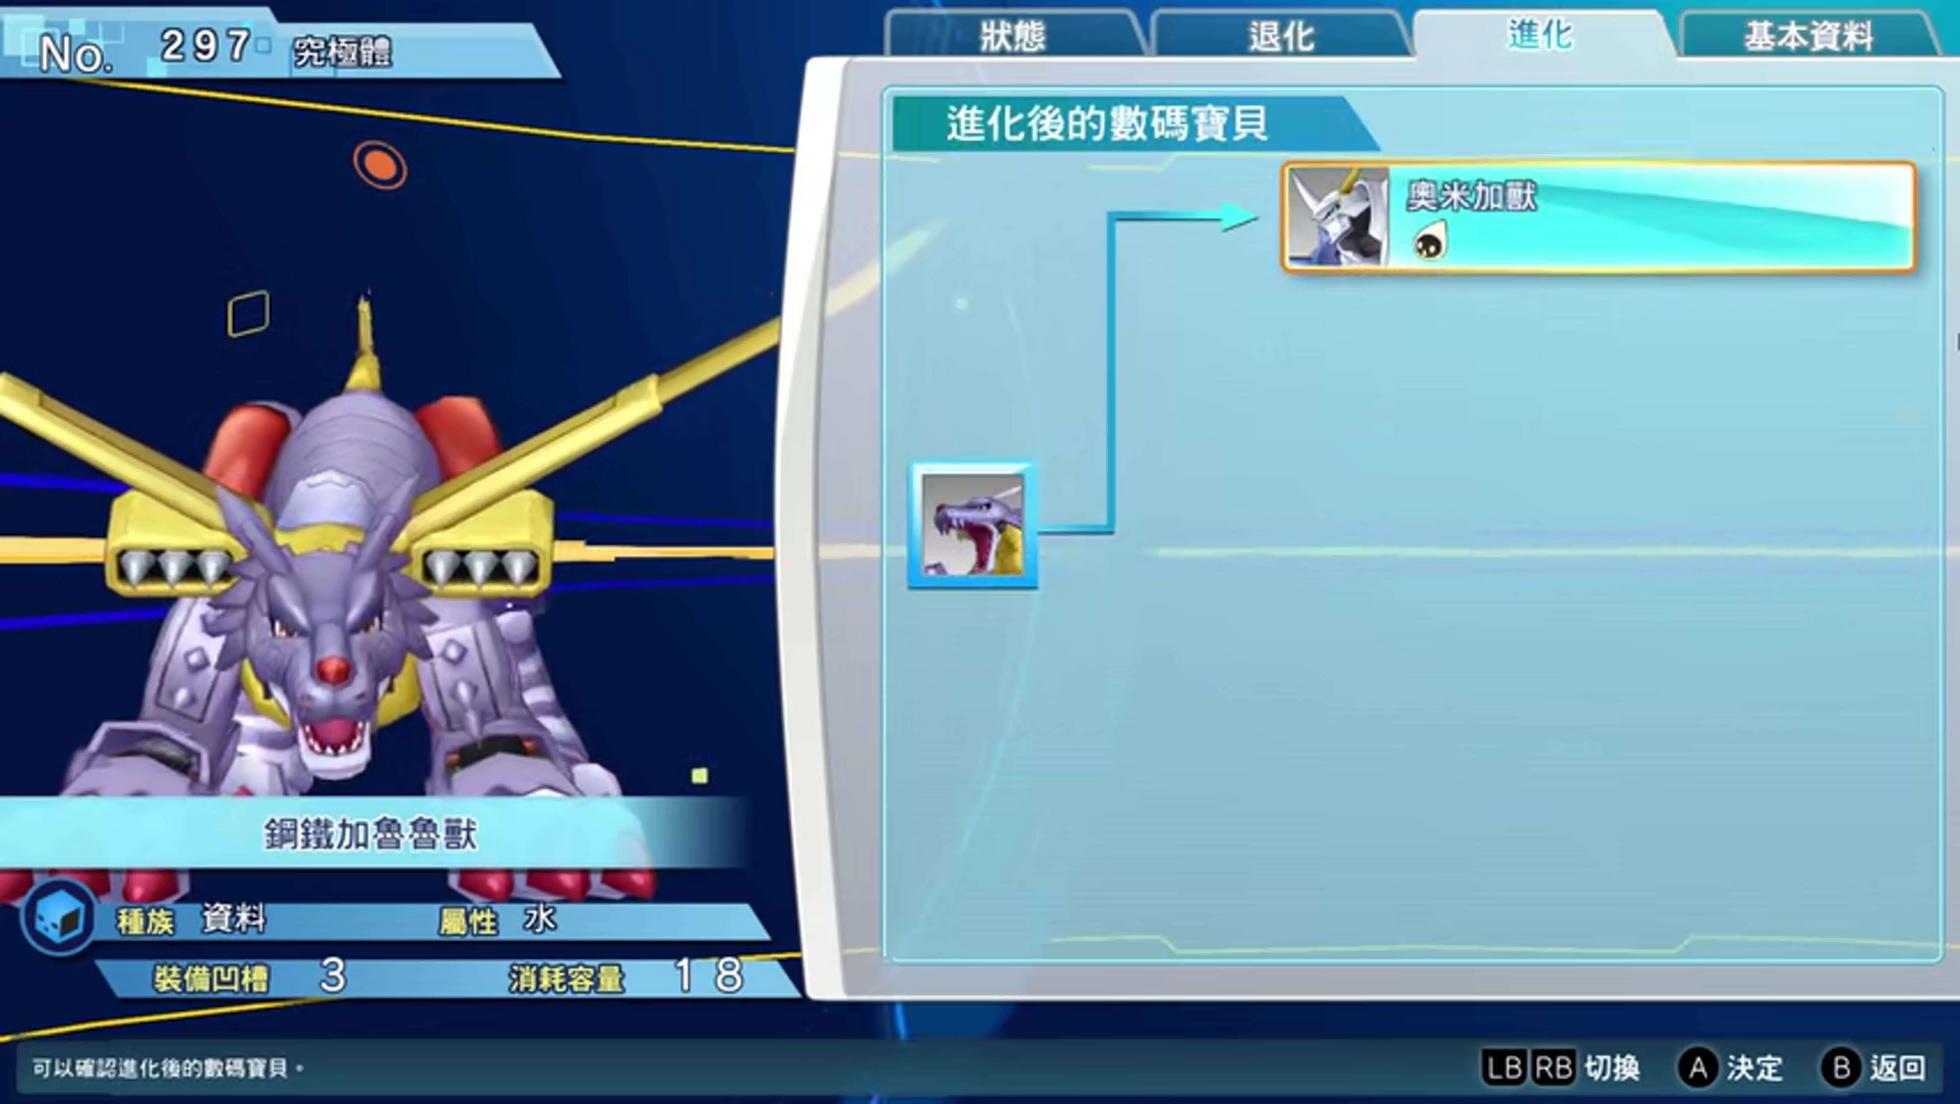 No. 297 究極體
狀態
退化
進化
基本資料
進化後的數碼寶貝
奧米加獸
鋼鐵加魯魯獸
種族 資料 屬性 水
裝備凹槽 3 消耗容量 18
可以確認進化後的數碼寶貝。
LB RB 切換 A 決定 B 返回